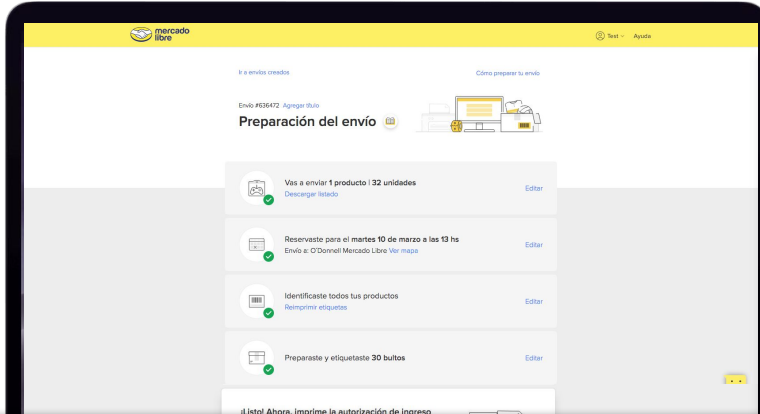 mercado
libre
Test
Ayuda
Ir a envíos creados
Cómo preparar tu envío
Envío #636472 Agregar título
Preparación del envío
Vas a enviar 1 producto | 32 unidades
Descargar listado
Editar
Reservaste para el martes 10 de marzo a las 13 hs
Envío a: O'Donnell Mercado Libre Ver mapa
Editar
Identificaste todos tus productos
Reimprimir etiquetas
Editar
Preparaste y etiquetaste 30 bultos
Editar
¡Listo! Ahora, imprime la autorización de ingreso